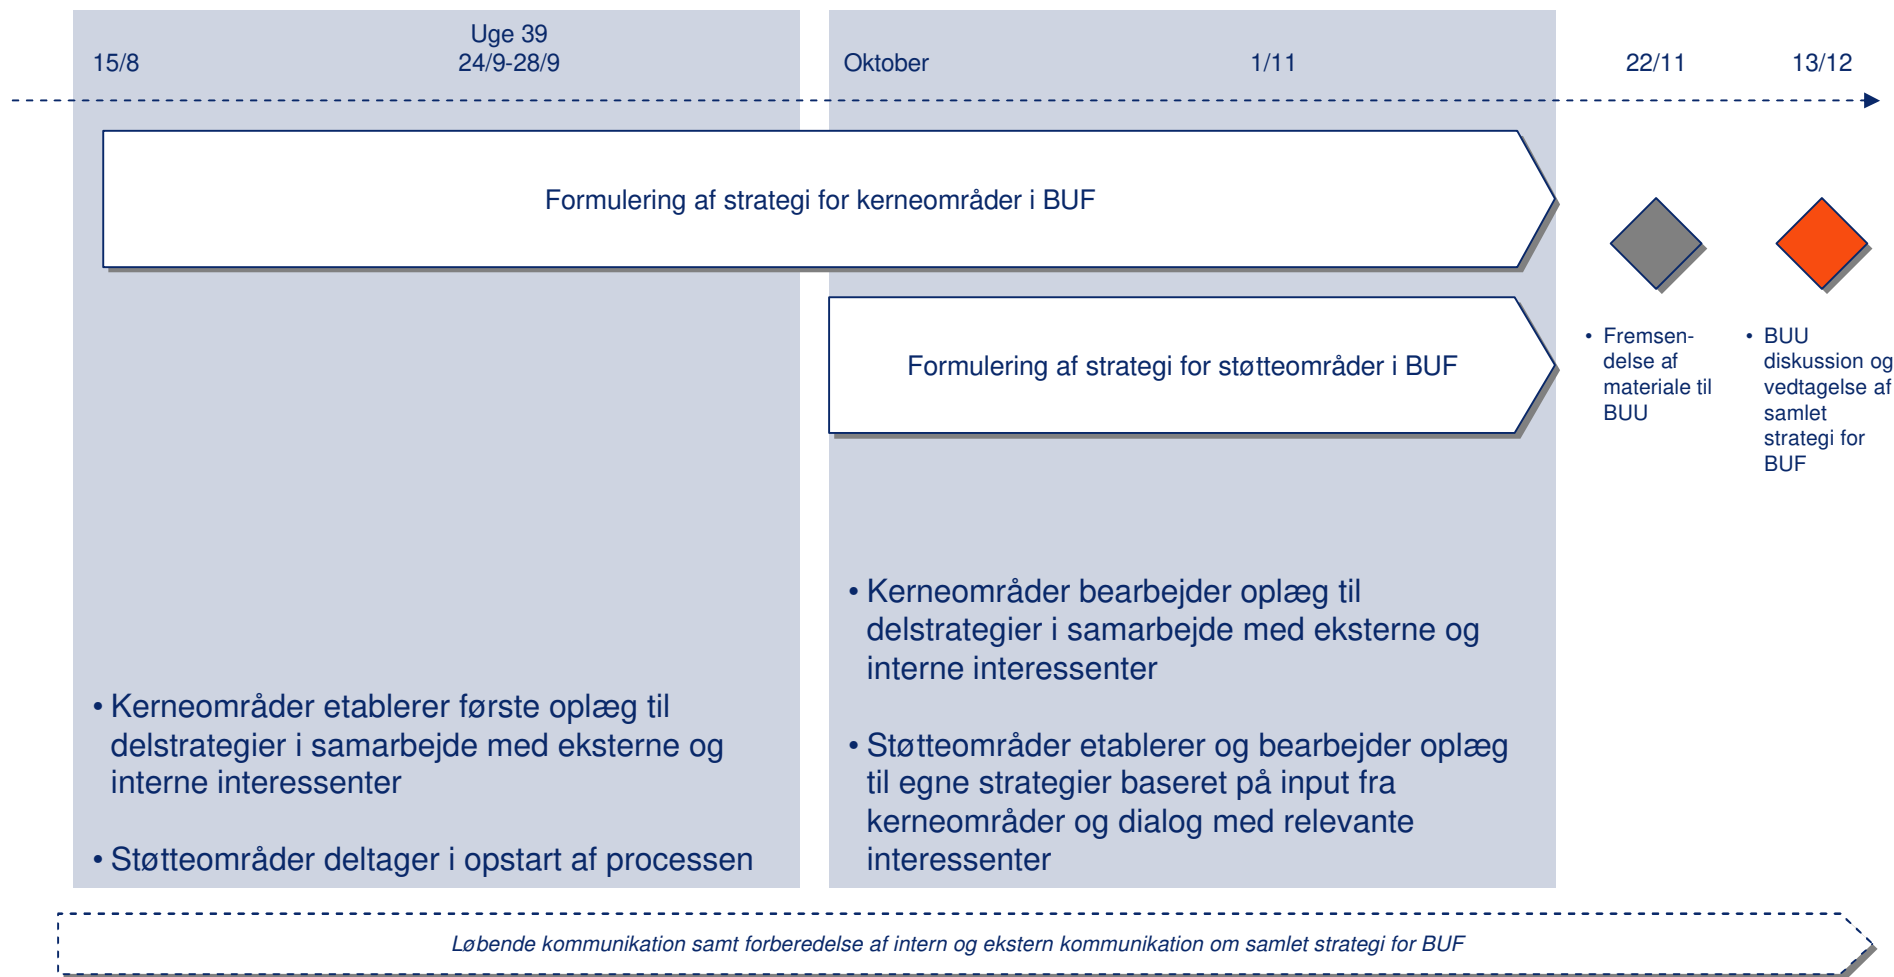 Uge 39
15/8 24/9-28/9 Oktober 1/11 22/11 13/12
Formulering af strategi for kerneområder i BUF
Formulering af strategi for støtteområder i BUF
• Fremsen-
delse af
materiale til
BUU
• BUU
diskussion og
vedtagelse af
samlet
strategi for
BUF
• Kerneområder etablerer første oplæg til
delstrategier i samarbejde med eksterne og
interne interessenter
• Støtteområder deltager i opstart af processen
• Kerneområder bearbejder oplæg til
delstrategier i samarbejde med eksterne og
interne interessenter
• Støtteområder etablerer og bearbejder oplæg
til egne strategier baseret på input fra
kerneområder og dialog med relevante
interessenter
Løbende kommunikation samt forberedelse af intern og ekstern kommunikation om samlet strategi for BUF